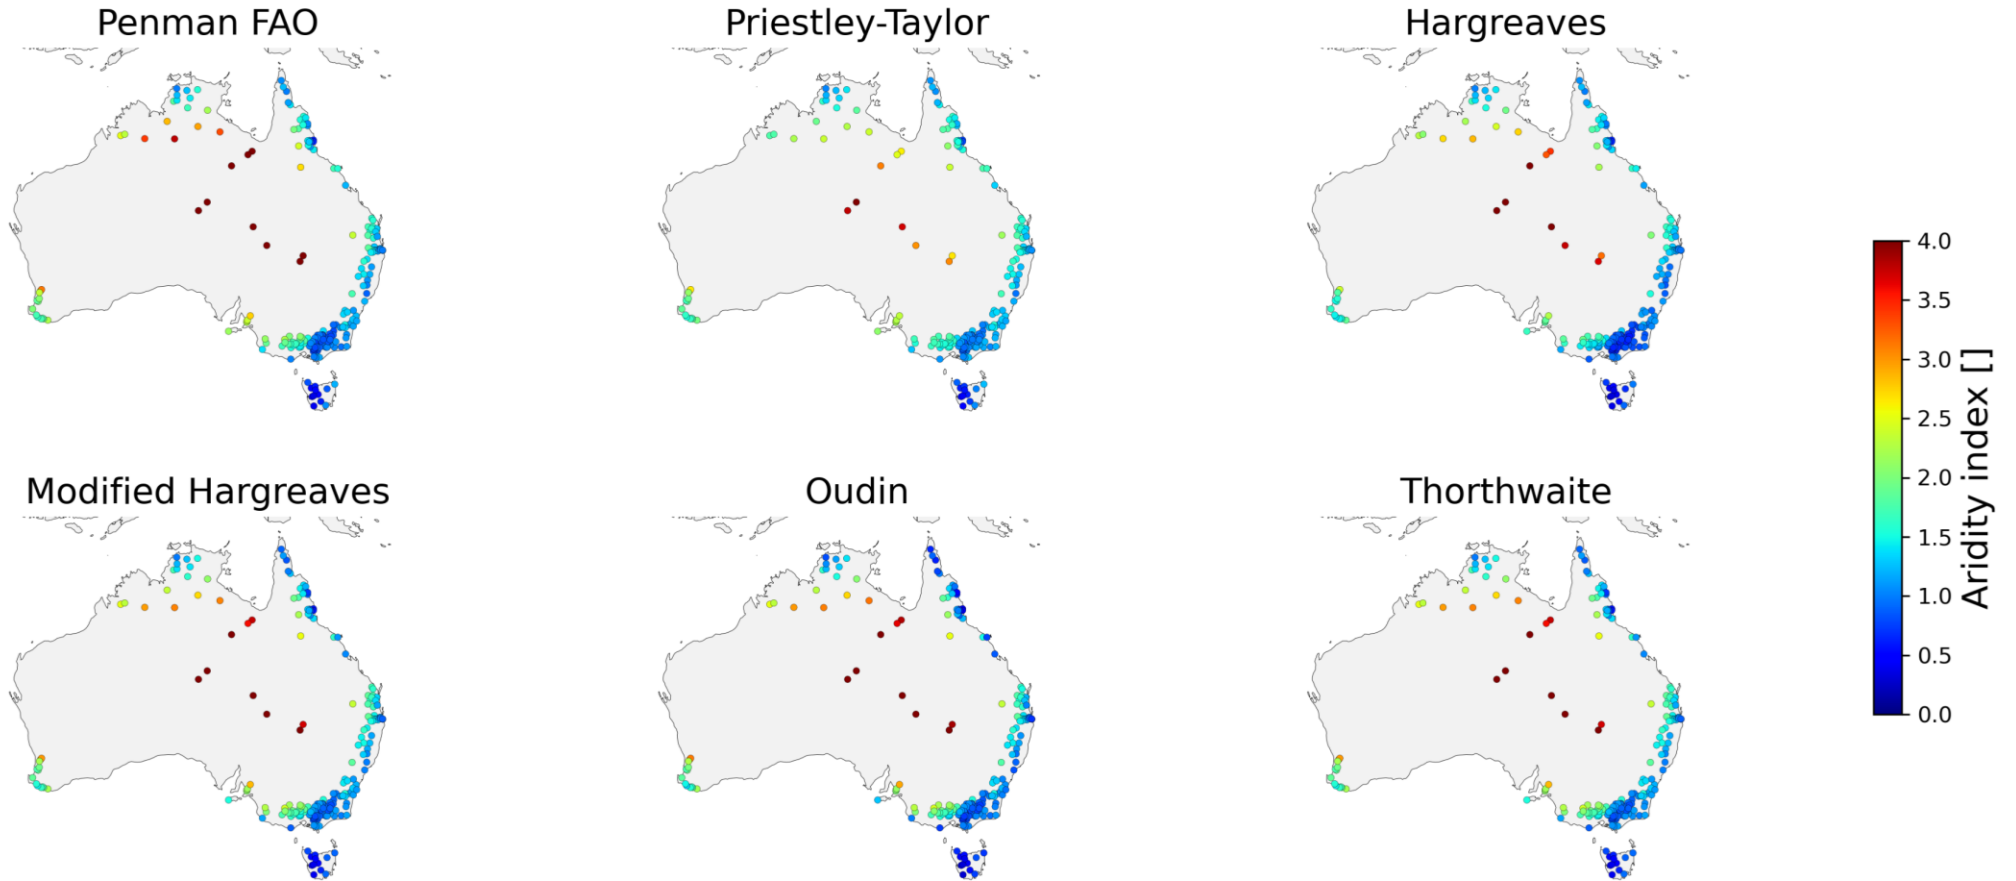 Penman FAO
Priestley-Taylor
Hargreaves
Modified Hargreaves
Oudin
Thorthwaite
4.0
3.5
3.0
2.5
2.0
1.5
1.0
0.5
0.0
Aridity index []